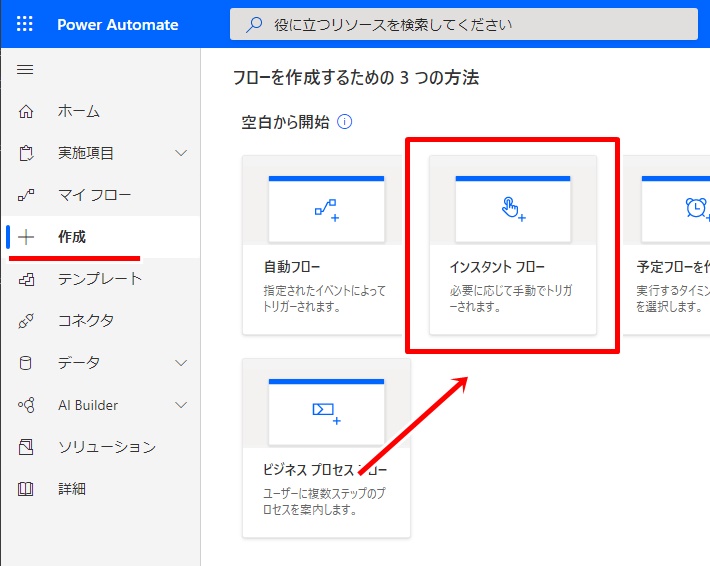 Power Automate
役に立つリソースを検索してください
ホーム
実施項目
マイ フロー
作成
テンプレート
コネクタ
データ
AI Builder
ソリューション
詳細
フローを作成するための 3 つの方法
空白から開始
自動フロー
指定されたイベントによって
トリガーされます。
インスタント フロー
必要に応じて手動でトリガ
ーされます。
予定フローを作
実行するタイミン
を選択します。
ビジネス プロセス フロー
ユーザーに複数ステップのプ
ロセスを案内します。